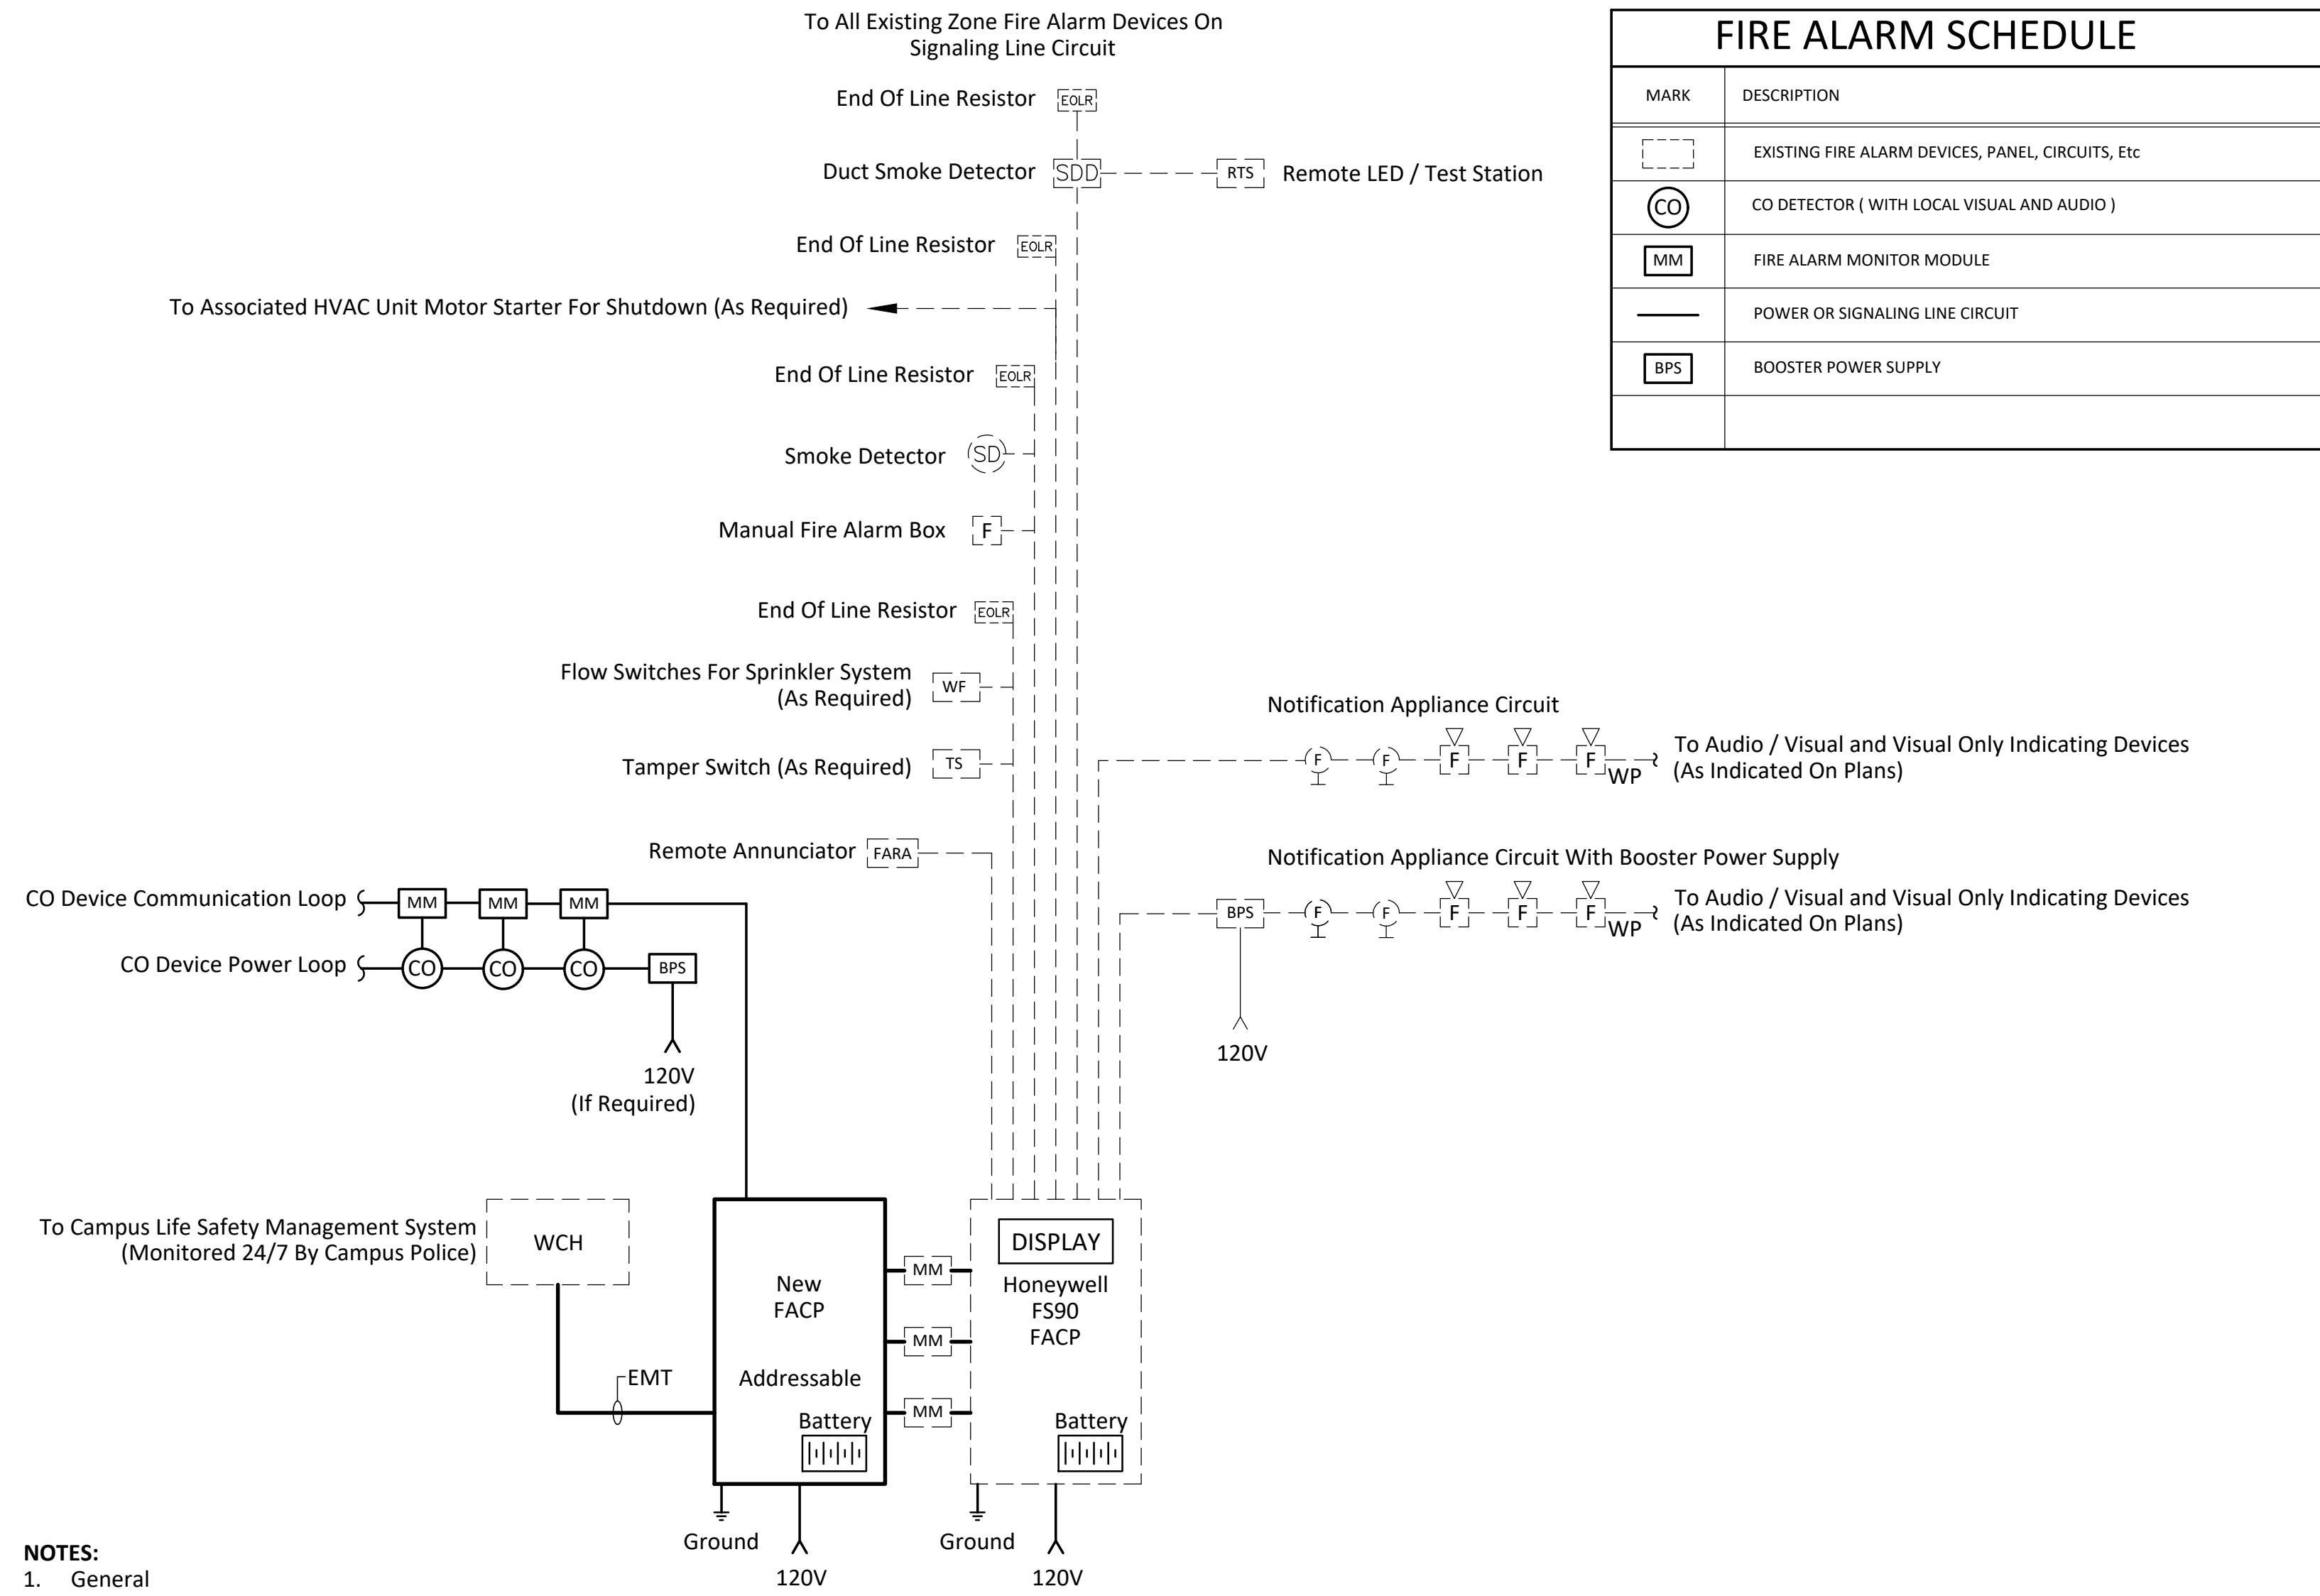 To All Existing Zone Fire Alarm Devices On
Signaling Line Circuit
End Of Line Resistor EOLR
Duct Smoke Detector SDD RTS Remote LED / Test Station
End Of Line Resistor EOLR
To Associated HVAC Unit Motor Starter For Shutdown (As Required)
End Of Line Resistor EOLR
Smoke Detector SD
Manual Fire Alarm Box F
End Of Line Resistor EOLR
Flow Switches For Sprinkler System
(As Required) WF
Tamper Switch (As Required) TS
Remote Annunciator FARA
FIRE ALARM SCHEDULE
MARK DESCRIPTION
EXISTING FIRE ALARM DEVICES, PANEL, CIRCUITS, Etc
CO CO DETECTOR ( WITH LOCAL VISUAL AND AUDIO )
MM FIRE ALARM MONITOR MODULE
POWER OR SIGNALING LINE CIRCUIT
BPS BOOSTER POWER SUPPLY
Notification Appliance Circuit
F F F F F WP
To Audio / Visual and Visual Only Indicating Devices
(As Indicated On Plans)
Notification Appliance Circuit With Booster Power Supply
BPS F F F F F WP
To Audio / Visual and Visual Only Indicating Devices
(As Indicated On Plans)
120V
CO Device Communication Loop MM MM MM
CO Device Power Loop CO CO CO BPS
120V
(If Required)
To Campus Life Safety Management System
(Monitored 24/7 By Campus Police)
WCH
EMT
New
FACP
Addressable
Battery
MM
MM
MM
DISPLAY
Honeywell
FS90
FACP
Battery
Ground
120V
Ground
120V
NOTES:
1. General